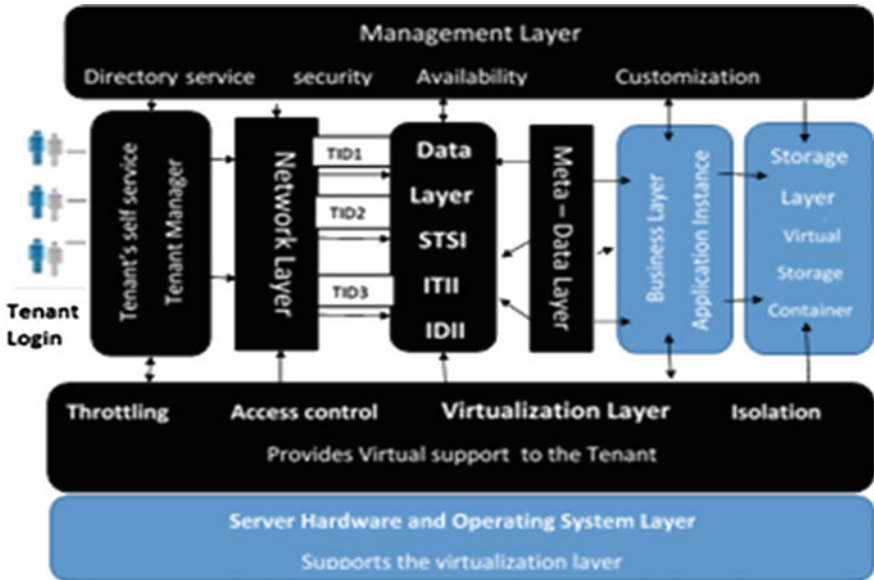 Management Layer
Directory service security Availability Customization
Tenant Login
Tenant's self service
Tenant Manager
Network Layer
TID1
TID2
TID3
Data
Layer
STSI
ITII
IDII
Meta – Data Layer
Business Layer
Application Instance
Storage
Layer
Virtual
Storage
Container
Throttling Access control Virtualization Layer Isolation
Provides Virtual support to the Tenant
Server Hardware and Operating System Layer
Supports the virtualization layer